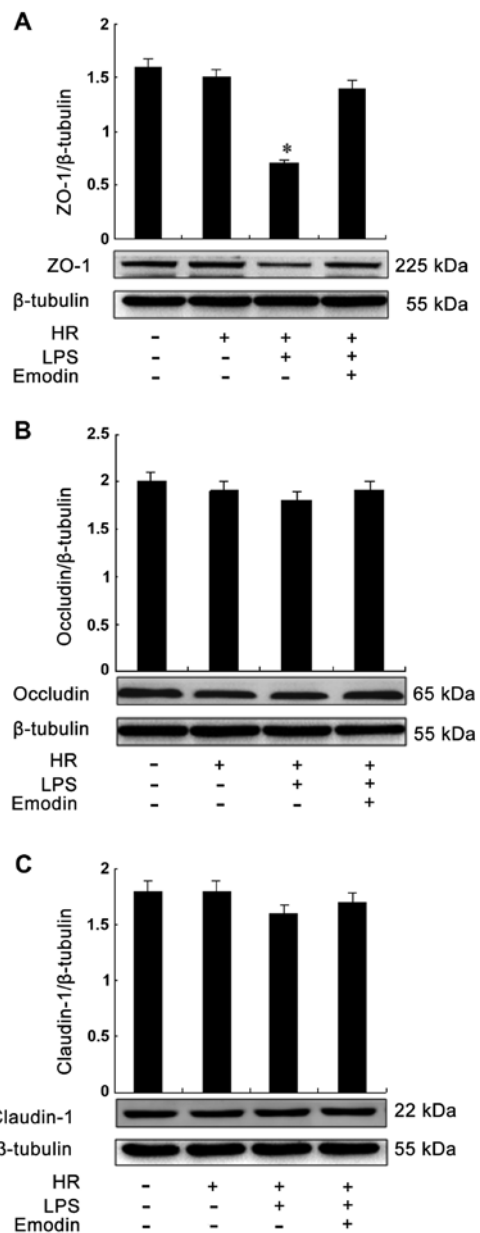 A
2
1.5
1
0.5
0
ZO-1/β-tubulin
*
ZO-1 225 kDa
β-tubulin 55 kDa
HR - + + +
LPS - - + +
Emodin - - - +
B
2.5
2
1.5
1
0.5
0
Occludin/β-tubulin
Occludin 65 kDa
β-tubulin 55 kDa
HR - + + +
LPS - - + +
Emodin - - - +
C
2
1.5
1
0.5
0
Claudin-1/β-tubulin
Claudin-1 22 kDa
β-tubulin 55 kDa
HR - + + +
LPS - - + +
Emodin - - - +